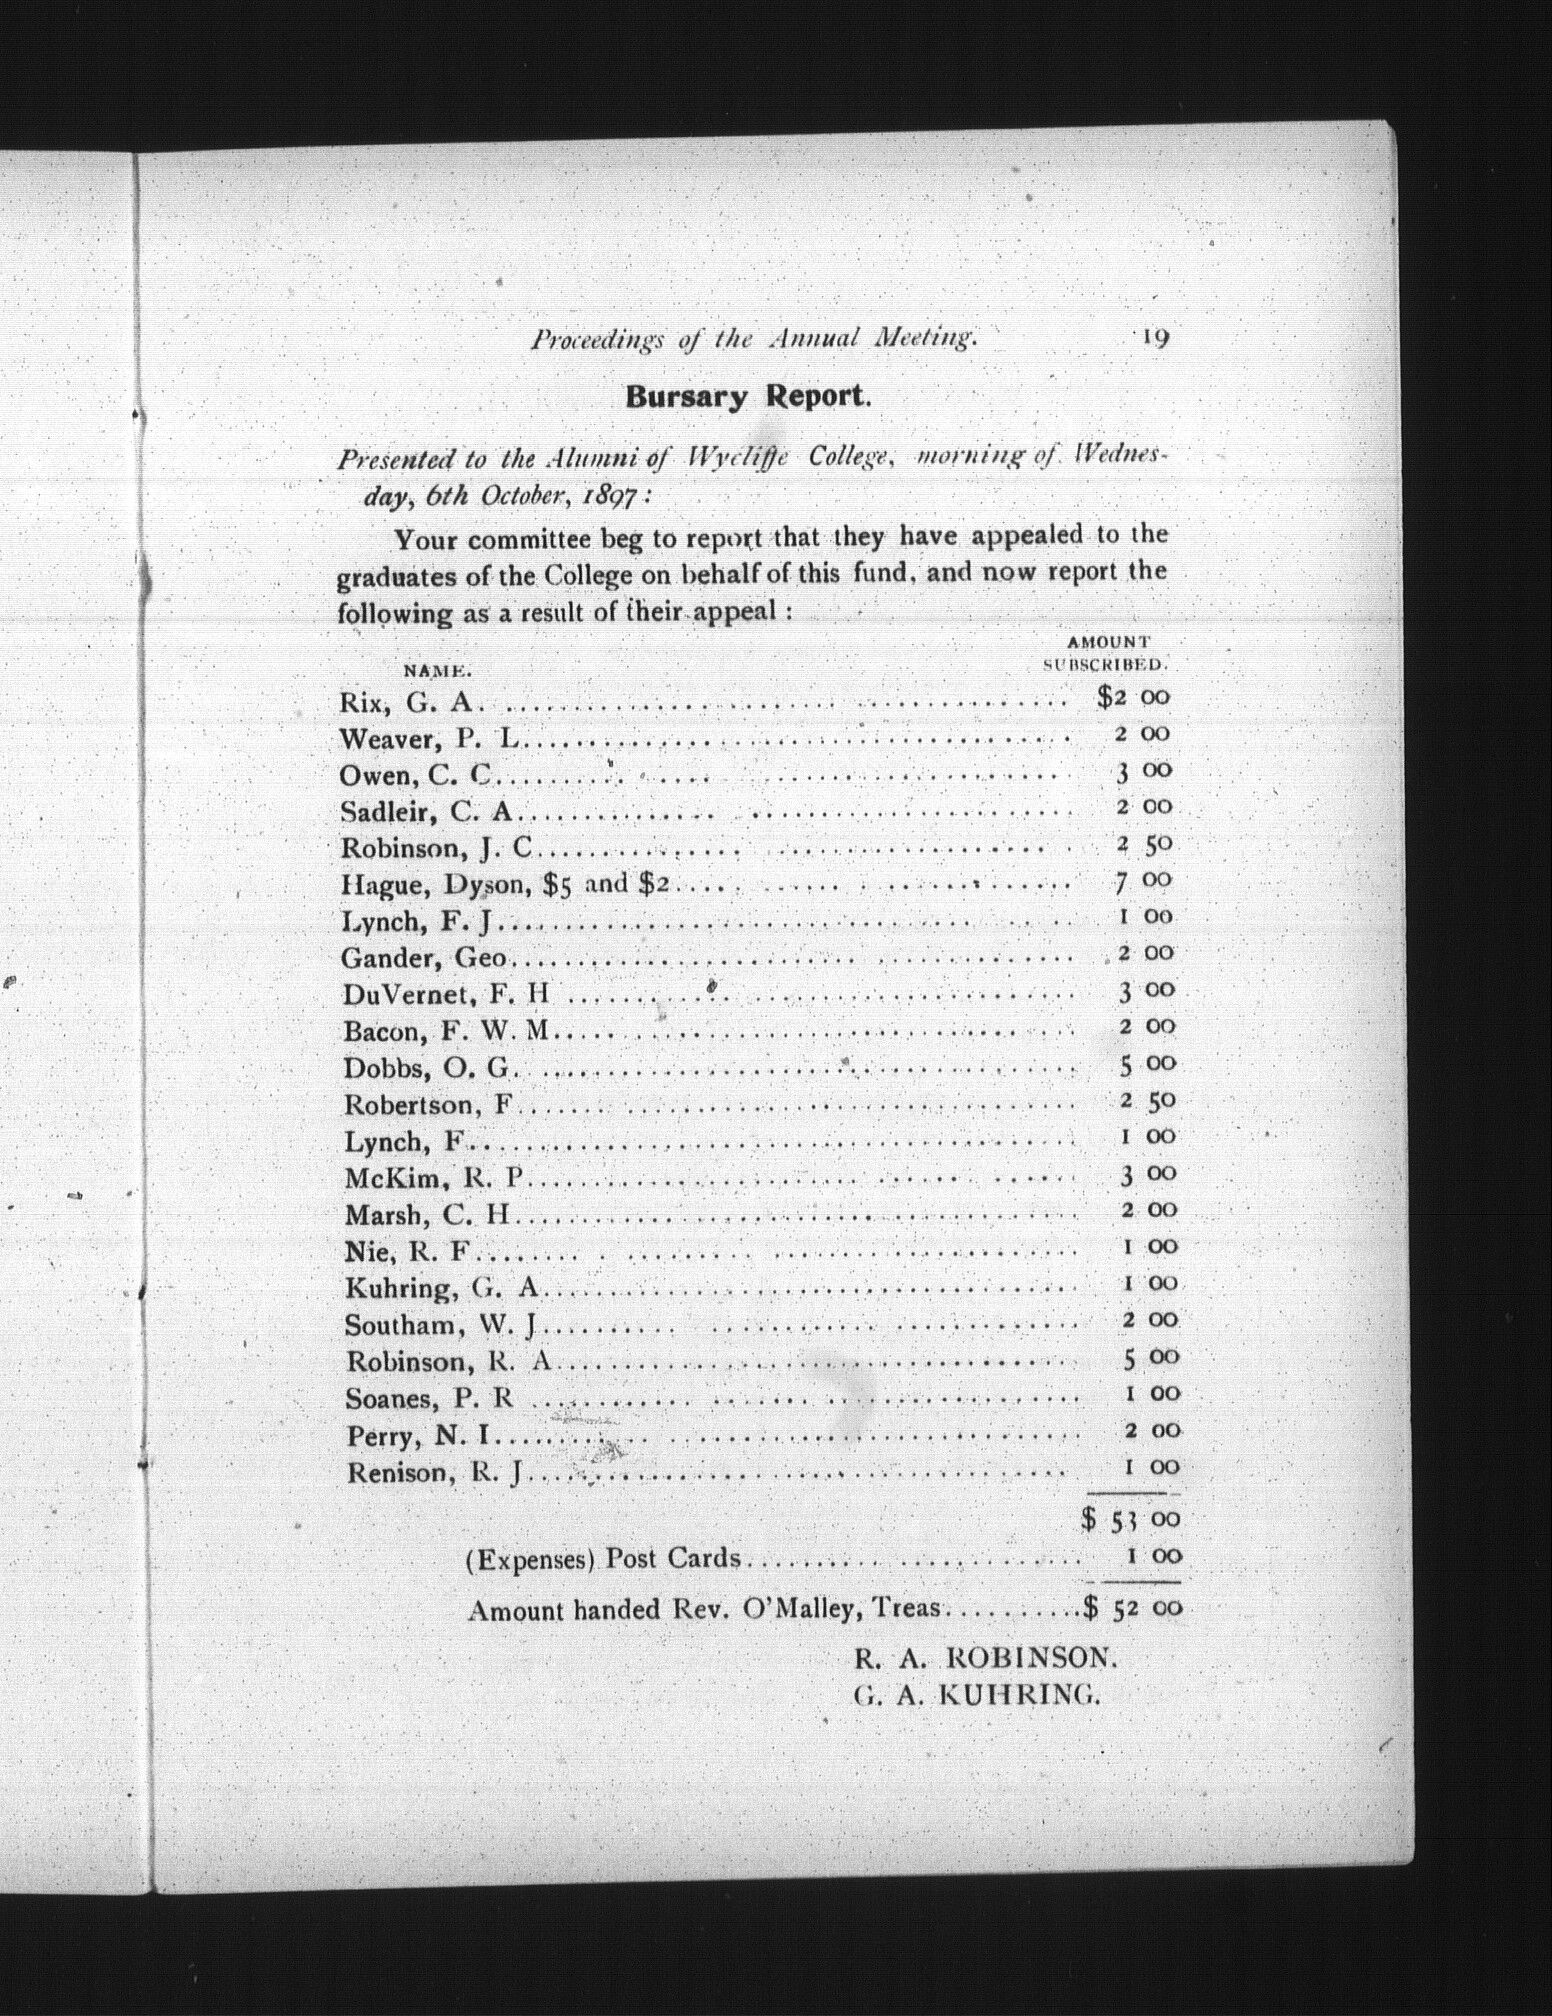 Proceedings of the Annual Meeting. 19
Bursary Report.
Presented to the Alumni of Wycliffe College, morning of Wednes-
day, 6th October, 1897:
Your committee beg to report that they have appealed to the
graduates of the College on behalf of this fund, and now report the
following as a result of their appeal:
AMOUNT
NAME. SUBSCRIBED.
Rix, G. A. ........................................ $2 00
Weaver, P. L........................................ 2 00
Owen, C. C........................................ 3 00
Sadleir, C. A........................................ 2 00
Robinson, J. C........................................ 2 50
Hague, Dyson, $5 and $2.............................. 7 00
Lynch, F. J........................................ 1 00
Gander, Geo........................................ 2 00
DuVernet, F. H ........................................ 3 00
Bacon, F. W. M........................................ 2 00
Dobbs, O. G. ........................................ 5 00
Robertson, F........................................ 2 50
Lynch, F........................................ 1 00
McKim, R. P........................................ 3 00
Marsh, C. H........................................ 2 00
Nie, R. F........................................ 1 00
Kuhring, G. A........................................ 1 00
Southam, W. J........................................ 2 00
Robinson, R. A........................................ 5 00
Soanes, P. R ........................................ 1 00
Perry, N. I........................................ 2 00
Renison, R. J........................................ 1 00
$ 53 00
(Expenses) Post Cards........................ 1 00
Amount handed Rev. O'Malley, Treas...........$ 52 00
R. A. ROBINSON.
G. A. KUHRING.